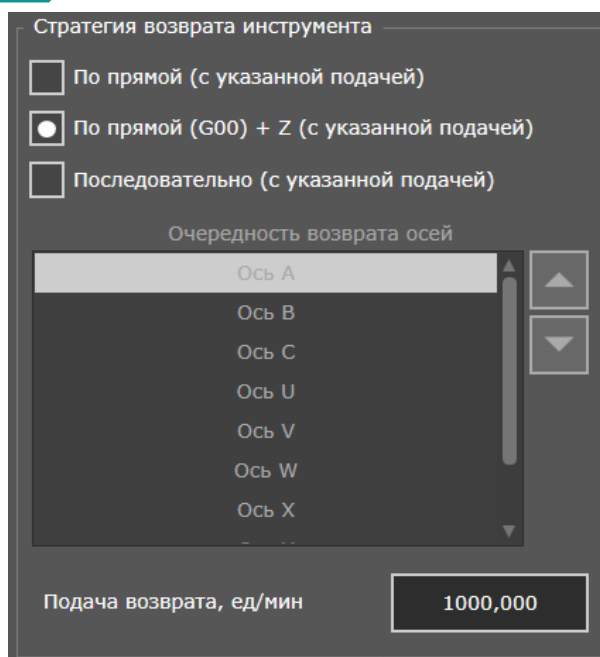 Стратегия возврата инструмента
По прямой (с указанной подачей)
По прямой (G00) + Z (с указанной подачей)
Последовательно (с указанной подачей)
Очередность возврата осей
Ось A
Ось B
Ось C
Ось U
Ось V
Ось W
Ось X
Подача возврата, ед/мин
1000,000